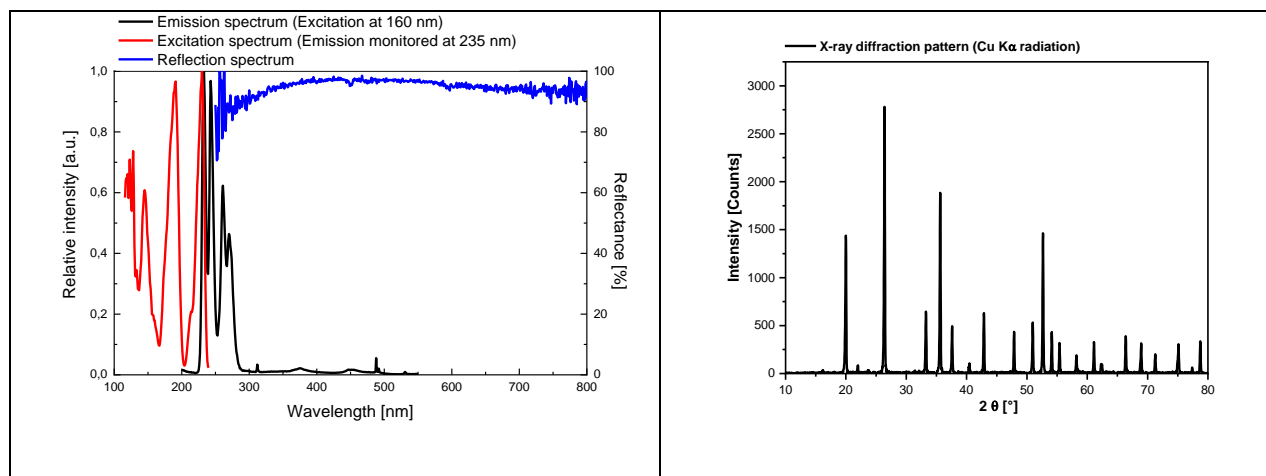 Emission spectrum (Excitation at 160 nm)
Excitation spectrum (Emission monitored at 235 nm)
Reflection spectrum
1,0
0,8
0,6
0,4
0,2
0,0
Relative intensity [a.u.]
100 200 300 400 500 600 700 800
Wavelength [nm]
100
80
60
40
20
0
Reflectance [%]
X-ray diffraction pattern (Cu Kα radiation)
3000
2500
2000
1500
1000
500
0
Intensity [Counts]
10 20 30 40 50 60 70 80
2 θ [°]